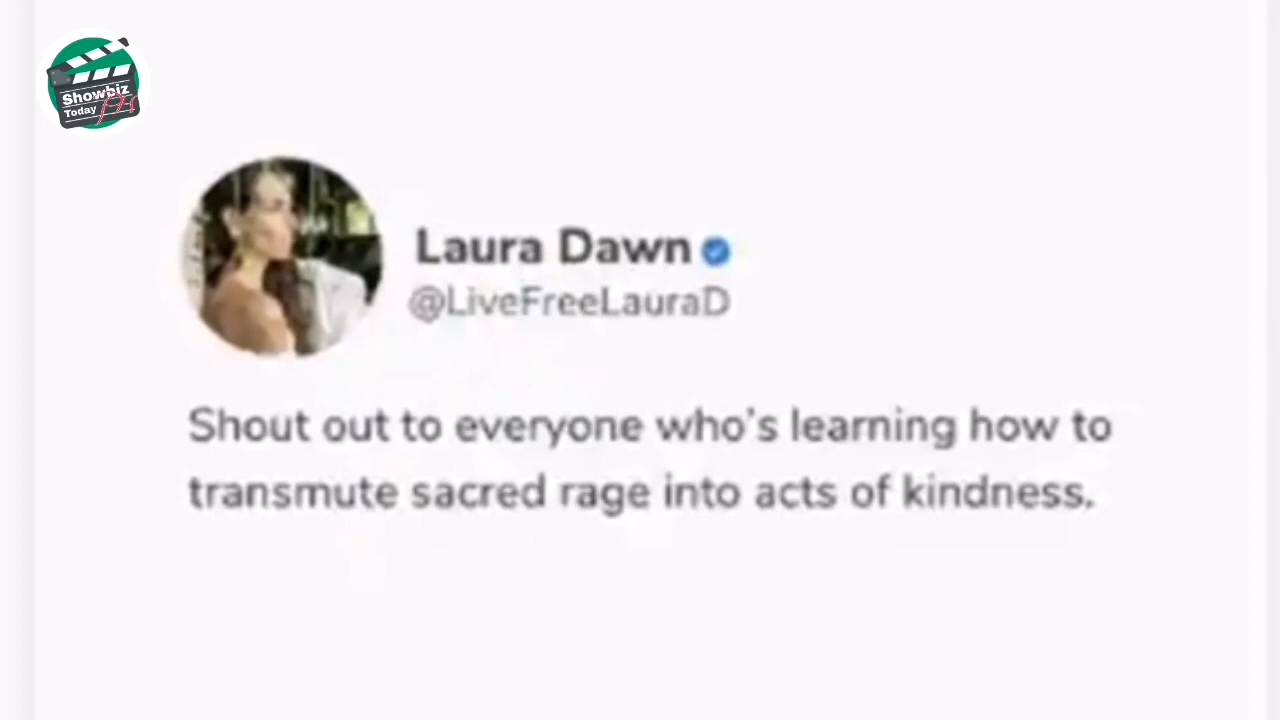 Showbiz
Today PH
Laura Dawn
@LiveFreeLauraD
Shout out to everyone who's learning how to
transmute sacred rage into acts of kindness.